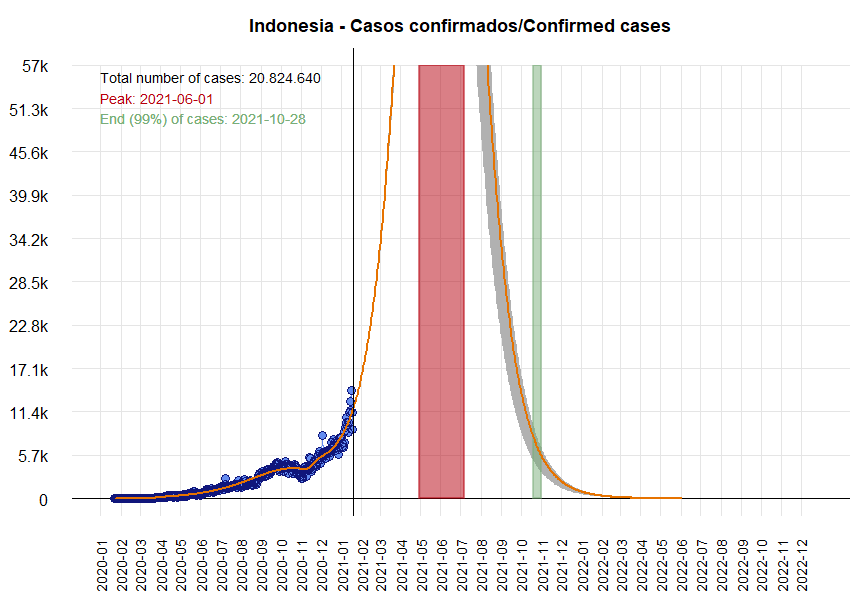 Indonesia - Casos confirmados/Confirmed cases
57k
Total number of cases: 20.824.640
Peak: 2021-06-01
End (99%) of cases: 2021-10-28
51.3k
45.6k
39.9k
34.2k
28.5k
22.8k
17.1k
11.4k
5.7k
0
2020-01
2020-02
2020-03
2020-04
2020-05
2020-06
2020-07
2020-08
2020-09
2020-10
2020-11
2020-12
2021-01
2021-02
2021-03
2021-04
2021-05
2021-06
2021-07
2021-08
2021-09
2021-10
2021-11
2021-12
2022-01
2022-02
2022-03
2022-04
2022-05
2022-06
2022-07
2022-08
2022-09
2022-10
2022-11
2022-12